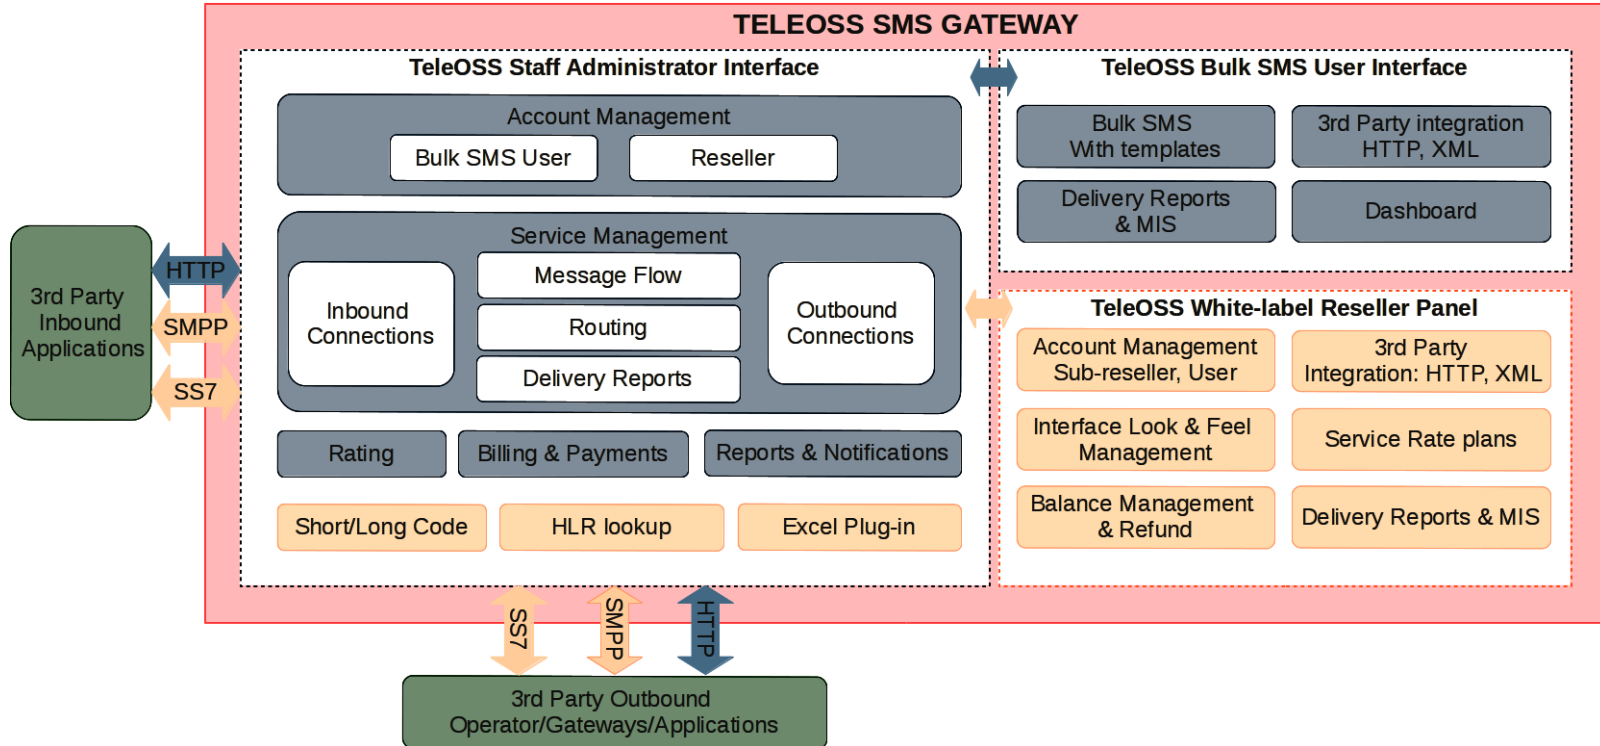 TELEOSS SMS GATEWAY
TeleOSS Staff Administrator Interface
Account Management
Bulk SMS User
Reseller
Service Management
Inbound
Connections
Message Flow
Routing
Delivery Reports
Outbound
Connections
Rating
Billing & Payments
Reports & Notifications
Short/Long Code
HLR lookup
Excel Plug-in
TeleOSS Bulk SMS User Interface
Bulk SMS
With templates
3rd Party integration
HTTP, XML
Delivery Reports
& MIS
Dashboard
TeleOSS White-label Reseller Panel
Account Management
Sub-reseller, User
3rd Party
Integration: HTTP, XML
Interface Look & Feel
Management
Service Rate plans
Balance Management
& Refund
Delivery Reports & MIS
3rd Party
Inbound
Applications
HTTP
SMPP
SS7
SS7
SMPP
HTTP
3rd Party Outbound
Operator/Gateways/Applications